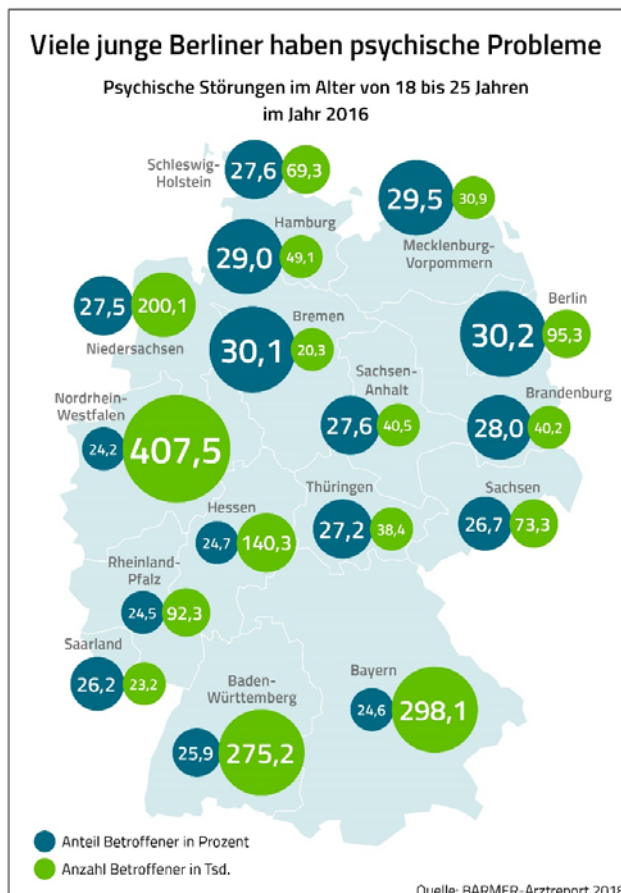 Viele junge Berliner haben psychische Probleme
Psychische Störungen im Alter von 18 bis 25 Jahren
im Jahr 2016
Schleswig-
Holstein
27,6 69,3
29,5 30,9
Mecklenburg-
Vorpommern
Hamburg
29,0 49,1
27,5 200,1
Niedersachsen
Bremen
30,1 20,3
Berlin
30,2 95,3
Nordrhein-
Westfalen
24,2 407,5
Sachsen-
Anhalt
27,6 40,5
Brandenburg
28,0 40,2
Hessen
24,7 140,3
Thüringen
27,2 38,4
Sachsen
26,7 73,3
Rheinland-
Pfalz
24,5 92,3
Saarland
26,2 23,2
Baden-
Württemberg
25,9 275,2
Bayern
24,6 298,1
Anteil Betroffener in Prozent
Anzahl Betroffener in Tsd.
Quelle: BARMER-Arztreport 2018